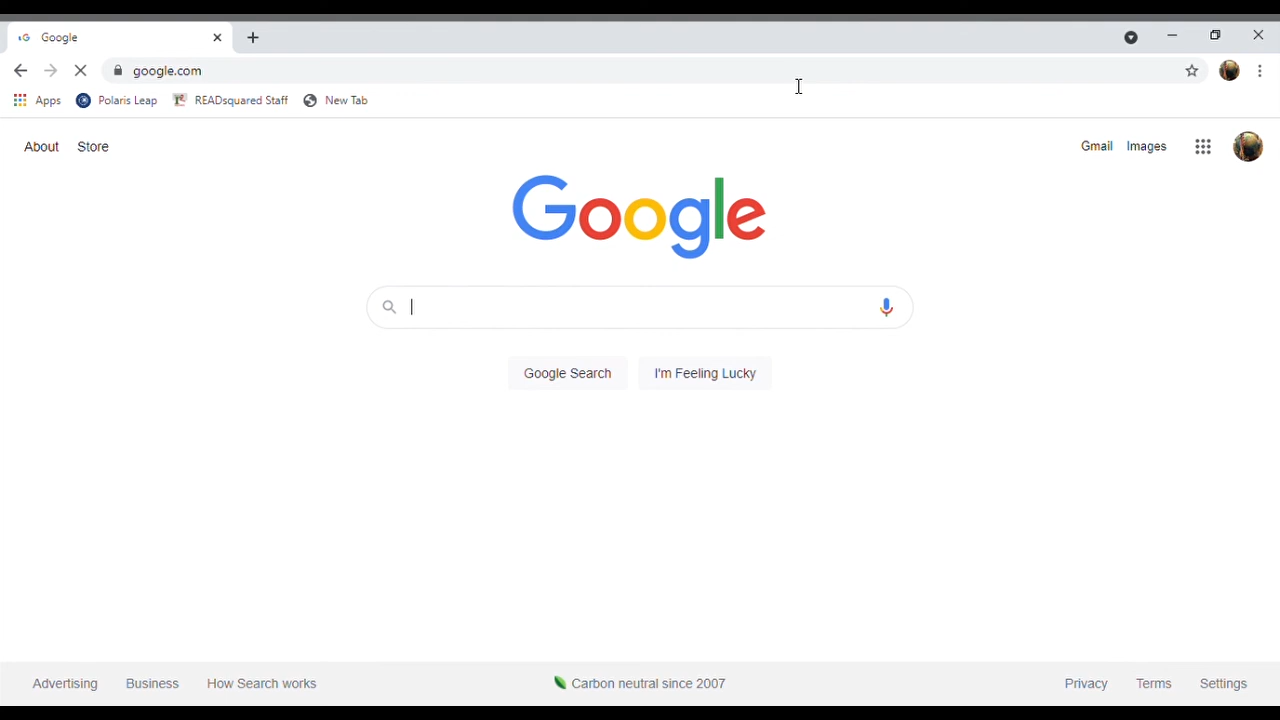 Google
google.com
Apps Polaris Leap READsquared Staff New Tab
About Store Gmail Images
Google
Google Search I'm Feeling Lucky
Advertising Business How Search works Carbon neutral since 2007 Privacy Terms Settings